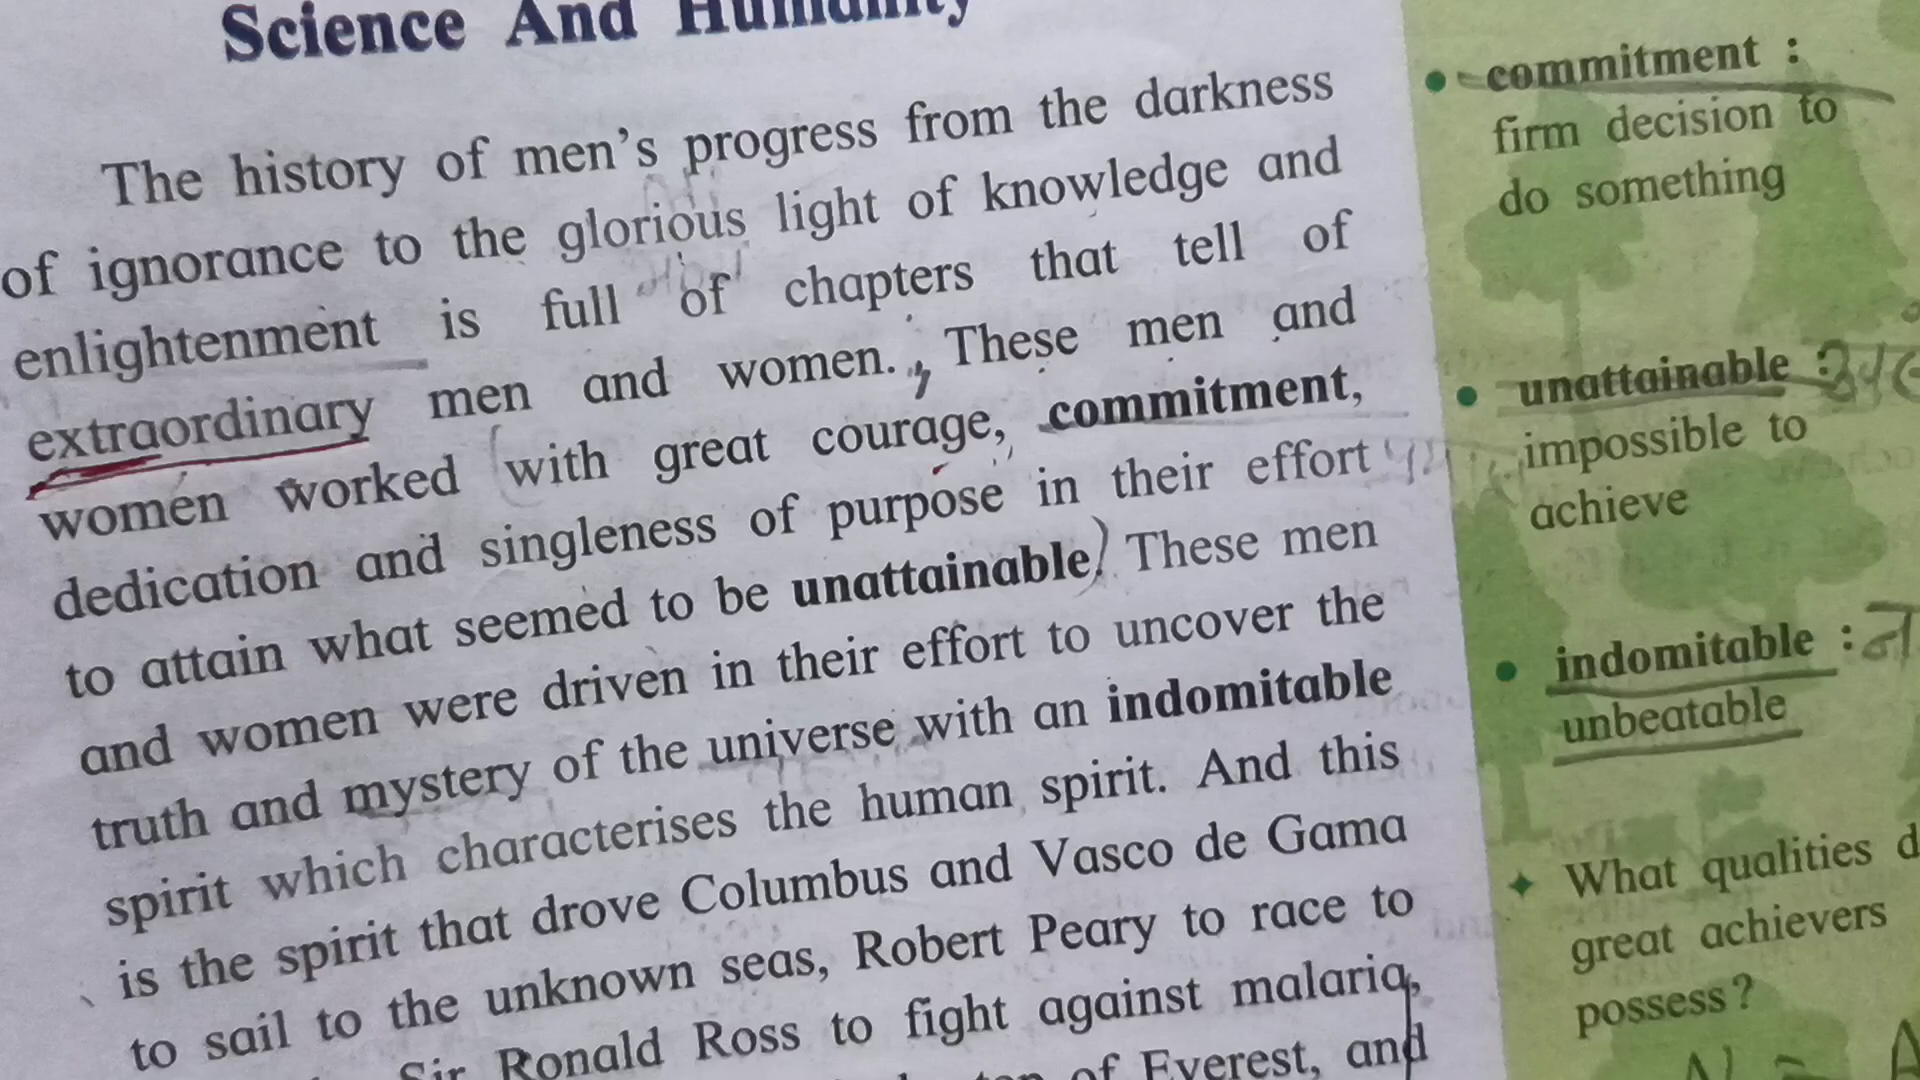 Science And Humanity
The history of men's progress from the darkness
of ignorance to the glorious light of knowledge and
enlightenment is full of chapters that tell of
extraordinary men and women. These men and
women worked with great courage, commitment,
dedication and singleness of purpose in their effort
to attain what seemed to be unattainable. These men
and women were driven in their effort to uncover the
truth and mystery of the universe with an indomitable
spirit which characterises the human spirit. And this
is the spirit that drove Columbus and Vasco de Gama
to sail to the unknown seas, Robert Peary to race to
Sir Ronald Ross to fight against malaria,
of Everest, and
commitment :
firm decision to
do something
unattainable :
impossible to
achieve
indomitable :
unbeatable
What qualities
great achievers
possess?